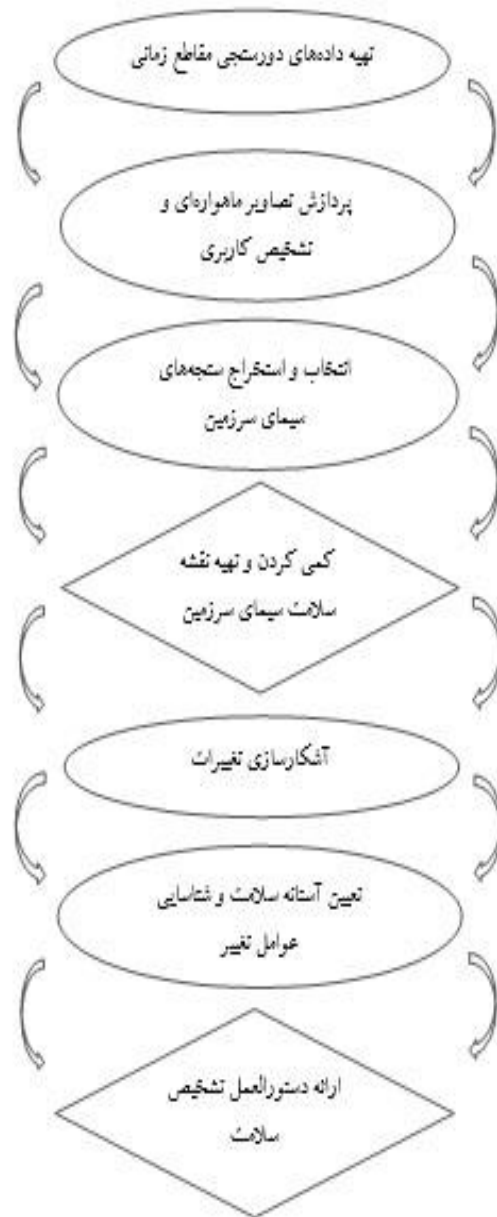 تهیه داده‌های دورسنجی مقاطع زمانی
پردازش تصاویر ماهواره‌ای و
تشخیص کاربری
انتخاب و استخراج سنجه‌های
سیمای سرزمین
کمی کردن و تهیه نقشه
سلامت سیمای سرزمین
آشکارسازی تغییرات
تعیین آستانه سلامت و شناسایی
عوامل تغییر
ارائه دستورالعمل تشخیص
سلامت